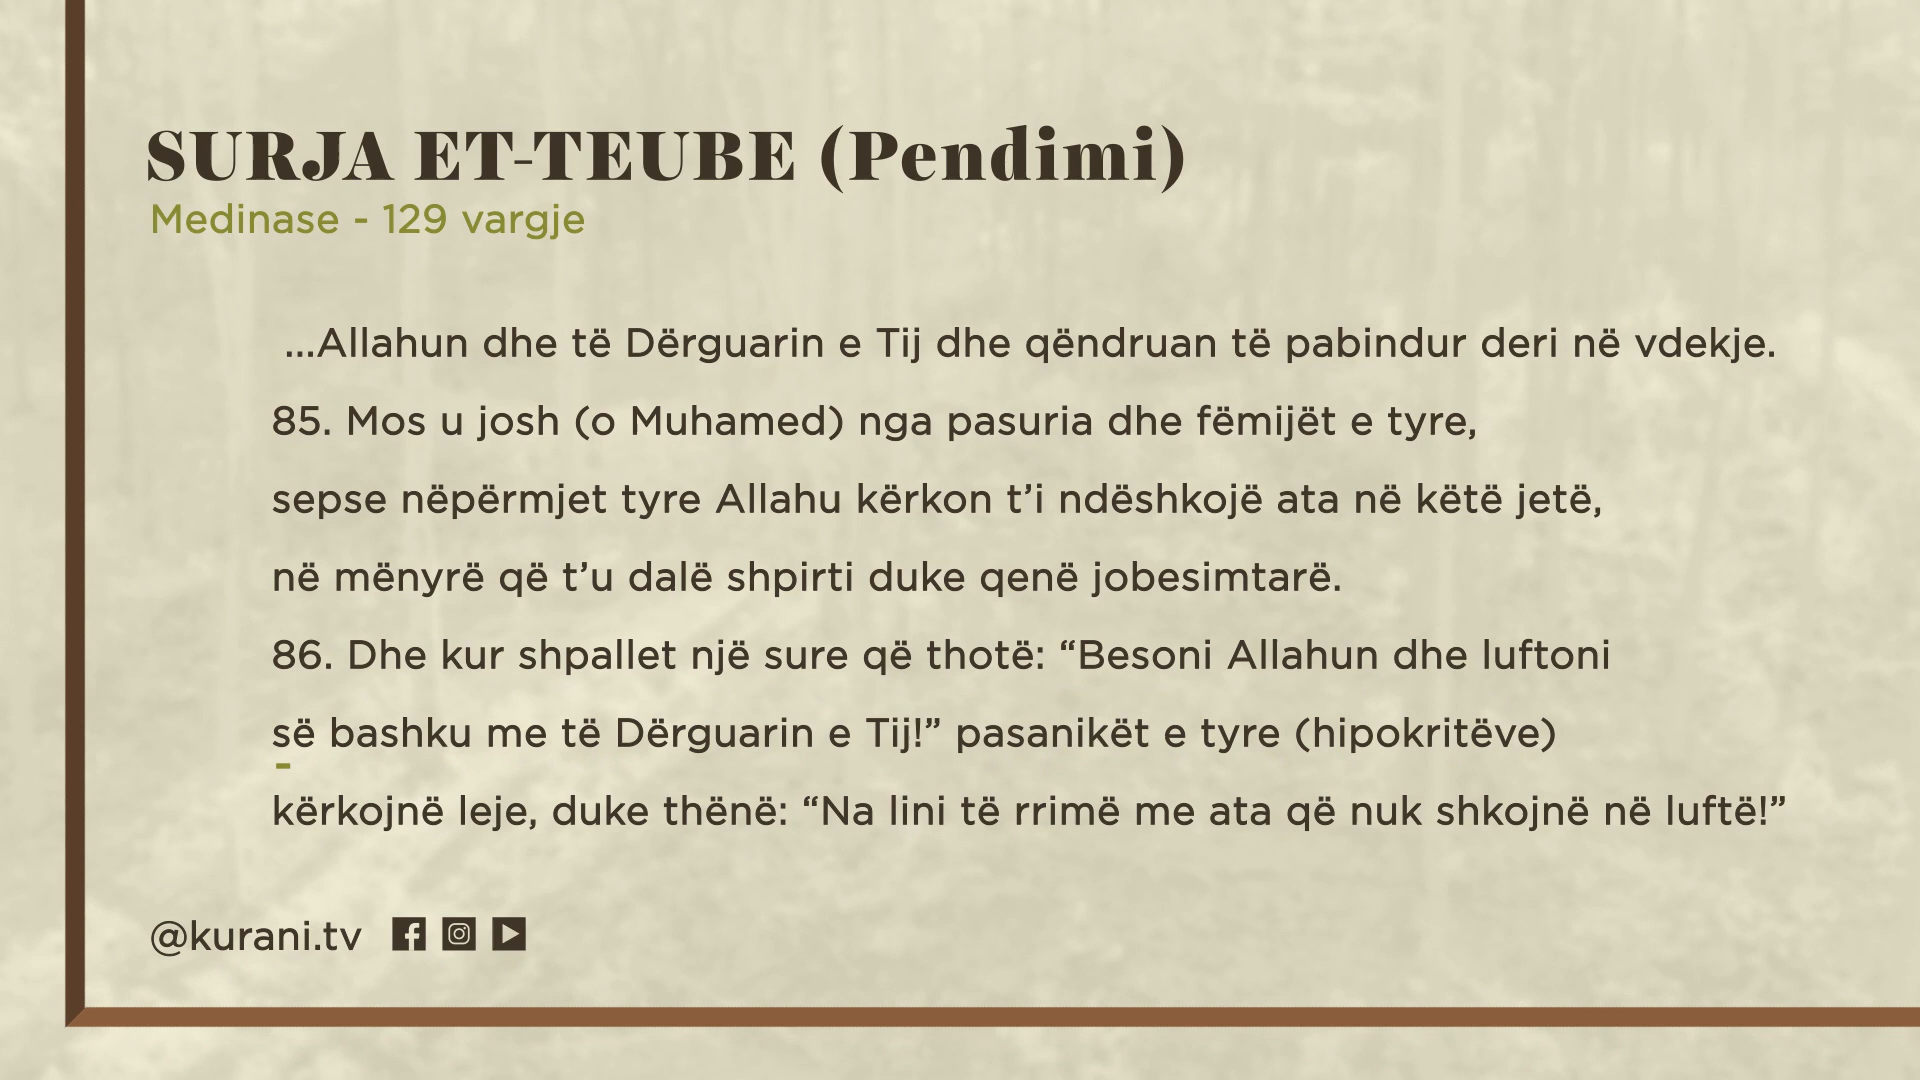 SURJA ET-TEUBE (Pendimi)
Medinase - 129 vargje
...Allahun dhe të Dërguarin e Tij dhe qëndruan të pabindur deri në vdekje.
85. Mos u josh (o Muhamed) nga pasuria dhe fëmijët e tyre,
sepse nëpërmjet tyre Allahu kërkon t’i ndëshkojë ata në këtë jetë,
në mënyrë që t’u dalë shpirti duke qenë jobesimtarë.
86. Dhe kur shpallet një sure që thotë: “Besoni Allahun dhe luftoni
së bashku me të Dërguarin e Tij!” pasanikët e tyre (hipokritëve)
kërkojnë leje, duke thënë: “Na lini të rrimë me ata që nuk shkojnë në luftë!”
@kurani.tv